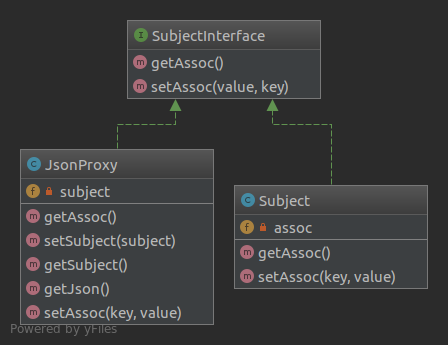 I SubjectInterface
m getAssoc()
m setAssoc(value, key)
C JsonProxy
f subject
m getAssoc()
m setSubject(subject)
m getSubject()
m getJson()
m setAssoc(key, value)
C Subject
f assoc
m getAssoc()
m setAssoc(key, value)
Powered by yFiles